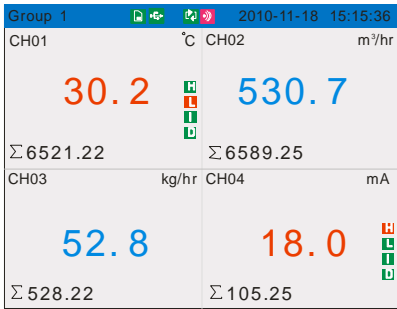 Group 1 2010-11-18 15:15:36
CH01 °C
30.2
H
L
I
D
Σ6521.22
CH02 m³/hr
530.7
Σ6589.25
CH03 kg/hr
52.8
Σ528.22
CH04 mA
18.0
H
L
I
D
Σ105.25